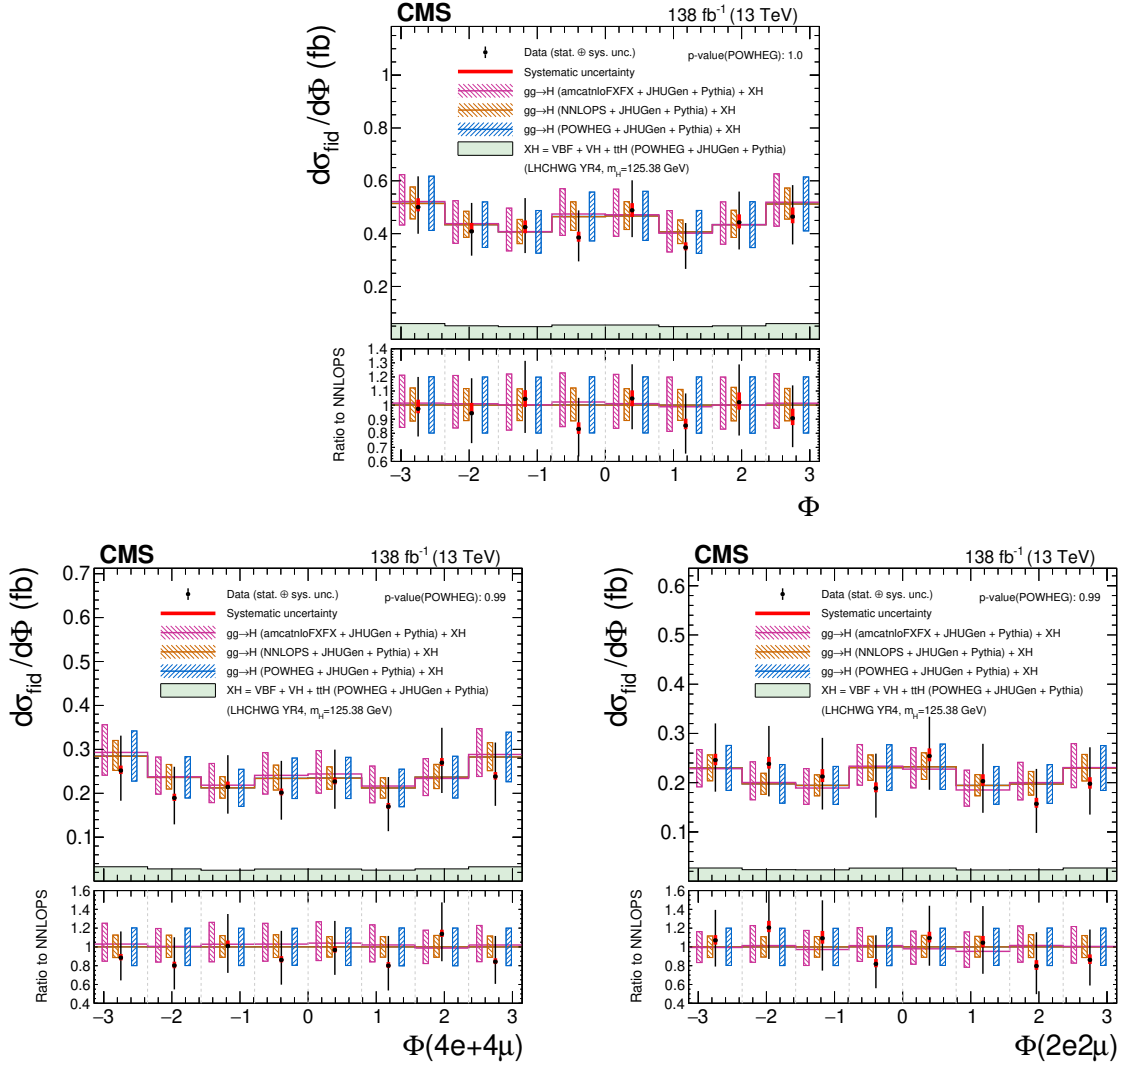 CMS 138 fb⁻¹ (13 TeV)
dσ_fid/dΦ (fb)
Data (stat. ⊕ sys. unc.) p-value(POWHEG): 1.0
Systematic uncertainty
gg→H (amcatnloFXFX + JHUGen + Pythia) + XH
gg→H (NNLOPS + JHUGen + Pythia) + XH
gg→H (POWHEG + JHUGen + Pythia) + XH
XH = VBF + VH + ttH (POWHEG + JHUGen + Pythia)
(LHCHWG YR4, m_H=125.38 GeV)
1
0.8
0.6
0.4
0.2
Ratio to NNLOPS
1.4
1.3
1.2
1.1
1.0
0.9
0.8
0.7
0.6
−3 −2 −1 0 1 2 3
Φ
CMS 138 fb⁻¹ (13 TeV)
dσ_fid/dΦ (fb)
Data (stat. ⊕ sys. unc.) p-value(POWHEG): 0.99
Systematic uncertainty
gg→H (amcatnloFXFX + JHUGen + Pythia) + XH
gg→H (NNLOPS + JHUGen + Pythia) + XH
gg→H (POWHEG + JHUGen + Pythia) + XH
XH = VBF + VH + ttH (POWHEG + JHUGen + Pythia)
(LHCHWG YR4, m_H=125.38 GeV)
0.7
0.6
0.5
0.4
0.3
0.2
0.1
Ratio to NNLOPS
1.6
1.4
1.2
1
0.8
0.6
0.4
−3 −2 −1 0 1 2 3
Φ(4e+4μ)
CMS 138 fb⁻¹ (13 TeV)
dσ_fid/dΦ (fb)
Data (stat. ⊕ sys. unc.) p-value(POWHEG): 0.99
Systematic uncertainty
gg→H (amcatnloFXFX + JHUGen + Pythia) + XH
gg→H (NNLOPS + JHUGen + Pythia) + XH
gg→H (POWHEG + JHUGen + Pythia) + XH
XH = VBF + VH + ttH (POWHEG + JHUGen + Pythia)
(LHCHWG YR4, m_H=125.38 GeV)
0.6
0.5
0.4
0.3
0.2
0.1
Ratio to NNLOPS
1.6
1.4
1.2
1
0.8
0.6
0.4
−3 −2 −1 0 1 2 3
Φ(2e2μ)